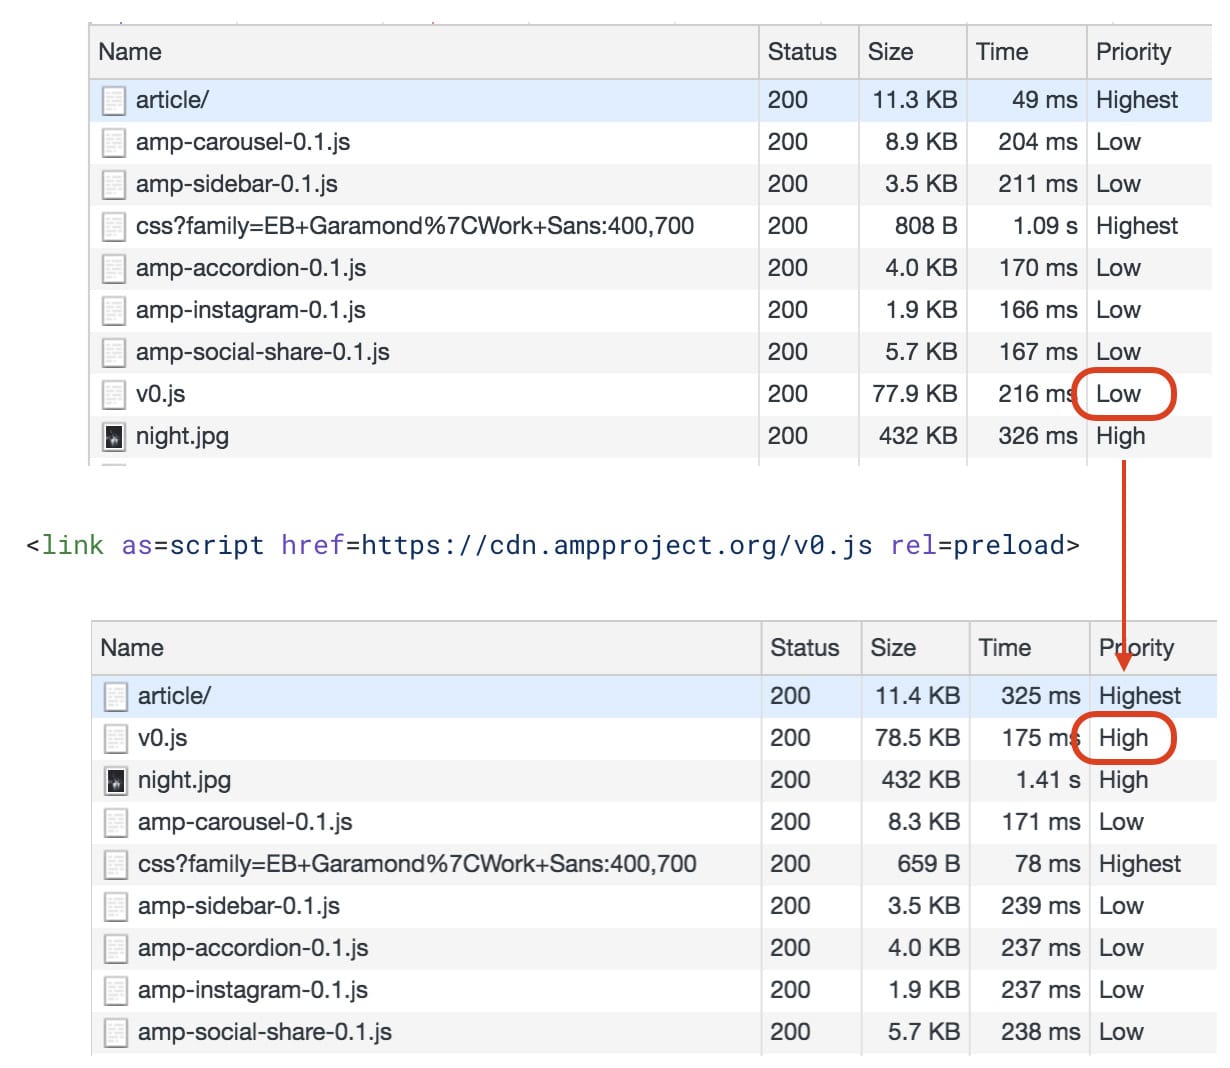 Name Status Size Time Priority
article/ 200 11.3 KB 49 ms Highest
amp-carousel-0.1.js 200 8.9 KB 204 ms Low
amp-sidebar-0.1.js 200 3.5 KB 211 ms Low
css?family=EB+Garamond%7CWork+Sans:400,700 200 808 B 1.09 s Highest
amp-accordion-0.1.js 200 4.0 KB 170 ms Low
amp-instagram-0.1.js 200 1.9 KB 166 ms Low
amp-social-share-0.1.js 200 5.7 KB 167 ms Low
v0.js 200 77.9 KB 216 ms Low
night.jpg 200 432 KB 326 ms High
<link as=script href=https://cdn.ampproject.org/v0.js rel=preload>
Name Status Size Time Priority
article/ 200 11.4 KB 325 ms Highest
v0.js 200 78.5 KB 175 ms High
night.jpg 200 432 KB 1.41 s High
amp-carousel-0.1.js 200 8.3 KB 171 ms Low
css?family=EB+Garamond%7CWork+Sans:400,700 200 659 B 78 ms Highest
amp-sidebar-0.1.js 200 3.5 KB 239 ms Low
amp-accordion-0.1.js 200 4.0 KB 237 ms Low
amp-instagram-0.1.js 200 1.9 KB 237 ms Low
amp-social-share-0.1.js 200 5.7 KB 238 ms Low